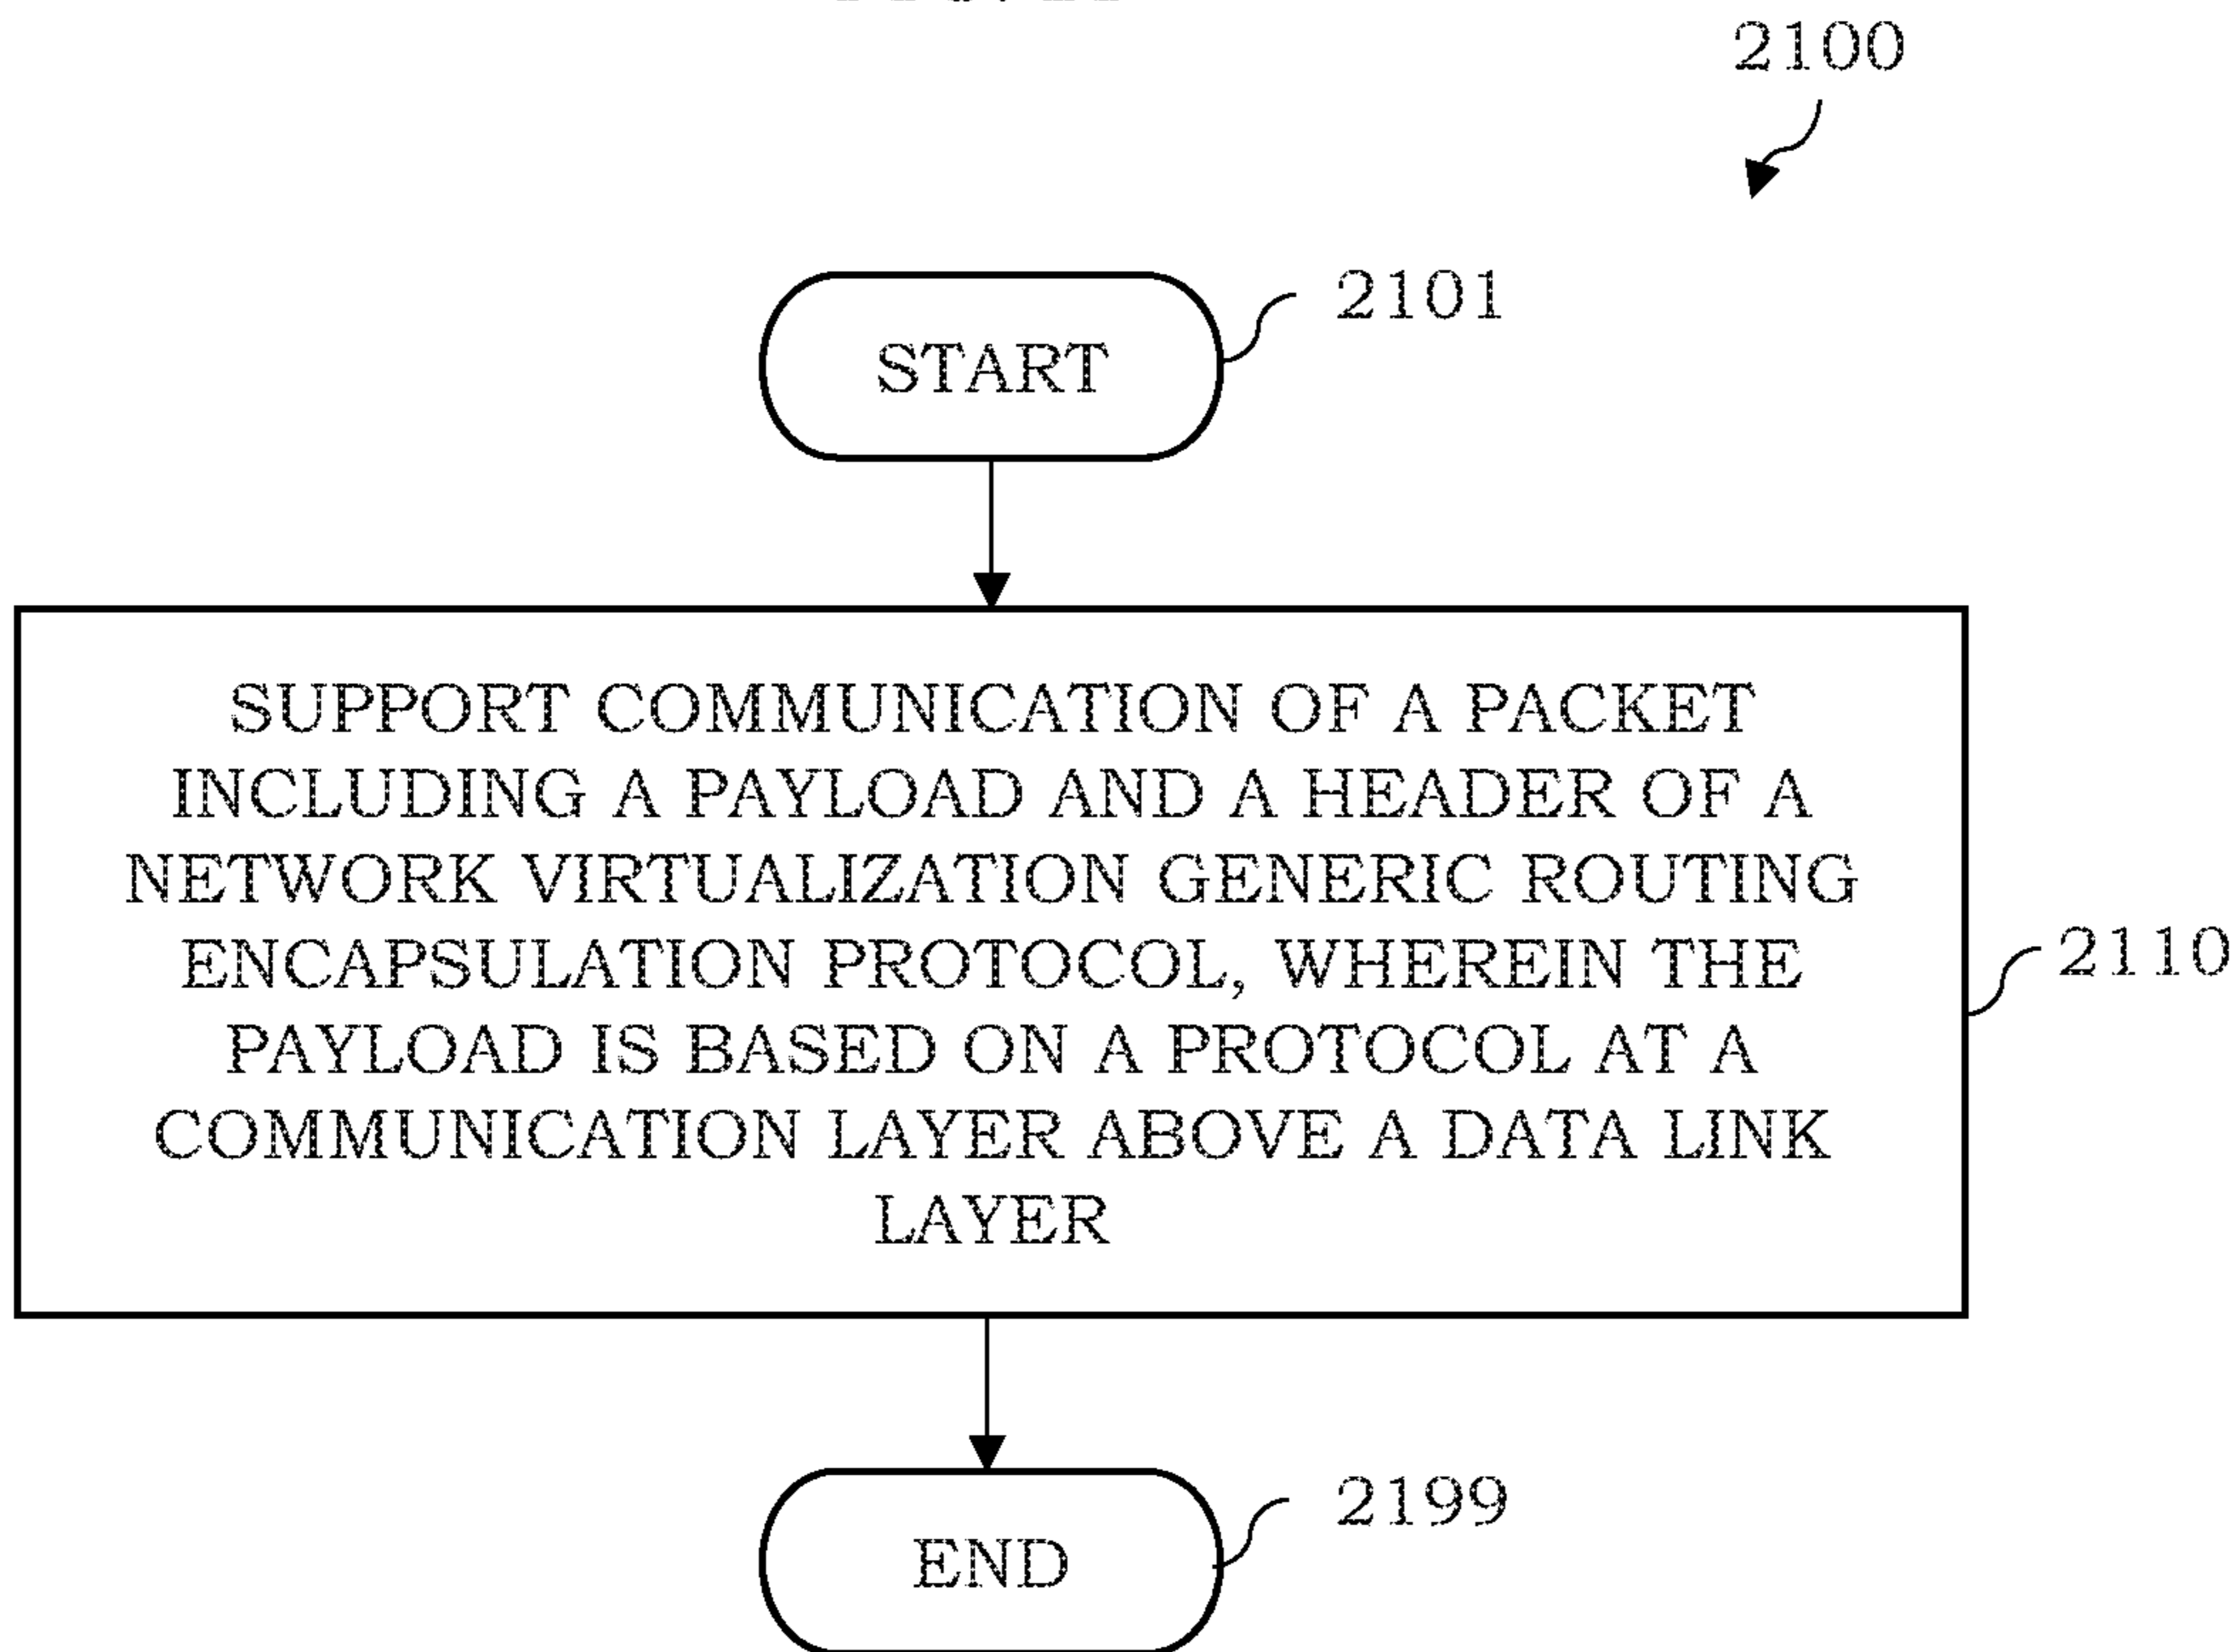 2100
2101
START
SUPPORT COMMUNICATION OF A PACKET
INCLUDING A PAYLOAD AND A HEADER OF A
NETWORK VIRTUALIZATION GENERIC ROUTING
ENCAPSULATION PROTOCOL, WHEREIN THE
PAYLOAD IS BASED ON A PROTOCOL AT A
COMMUNICATION LAYER ABOVE A DATA LINK
LAYER
2110
2199
END